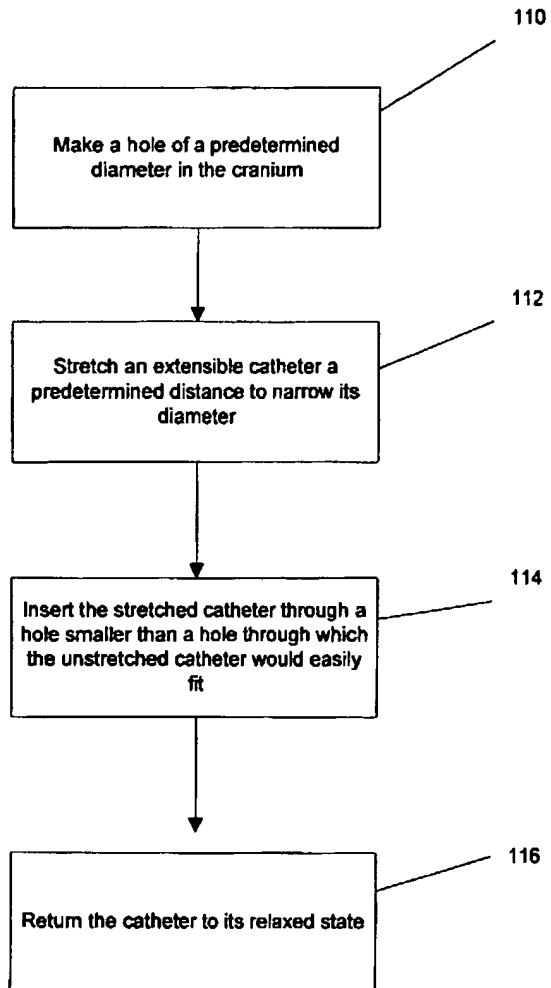 110
Make a hole of a predetermined
diameter in the cranium
112
Stretch an extensible catheter a
predetermined distance to narrow its
diameter
114
Insert the stretched catheter through a
hole smaller than a hole through which
the unstretched catheter would easily
fit
116
Return the catheter to its relaxed state